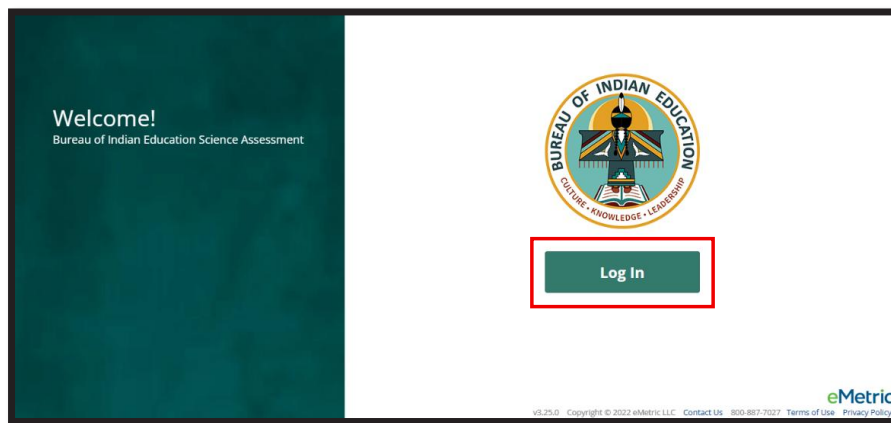 Welcome!
Bureau of Indian Education Science Assessment
BUREAU OF INDIAN EDUCATION
CULTURE • KNOWLEDGE • LEADERSHIP
Log In
eMetric
v3.25.0 Copyright © 2022 eMetric LLC Contact Us 800-887-7027 Terms of Use Privacy Policy